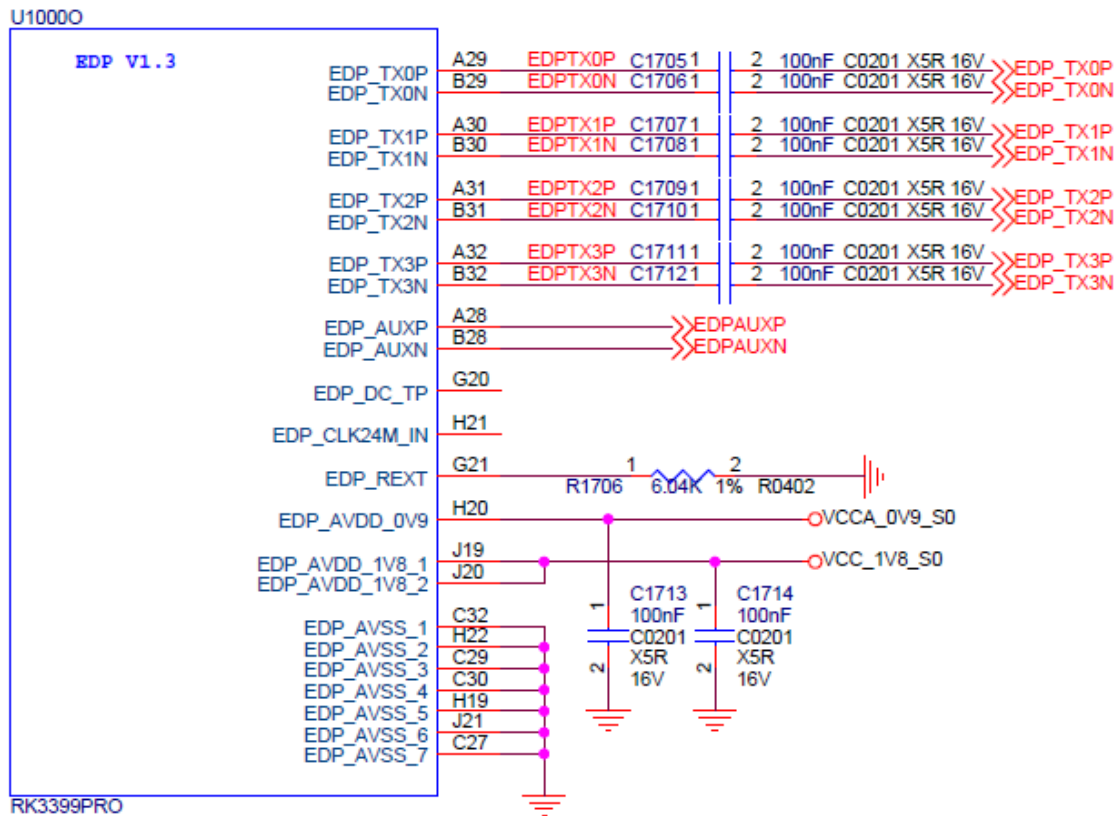 U1000O
EDP V1.3
EDP_TX0P A29 EDPTX0P C1705 1 2 100nF C0201 X5R 16V EDP_TX0P
EDP_TX0N B29 EDPTX0N C1706 1 2 100nF C0201 X5R 16V EDP_TX0N
EDP_TX1P A30 EDPTX1P C1707 1 2 100nF C0201 X5R 16V EDP_TX1P
EDP_TX1N B30 EDPTX1N C1708 1 2 100nF C0201 X5R 16V EDP_TX1N
EDP_TX2P A31 EDPTX2P C1709 1 2 100nF C0201 X5R 16V EDP_TX2P
EDP_TX2N B31 EDPTX2N C1710 1 2 100nF C0201 X5R 16V EDP_TX2N
EDP_TX3P A32 EDPTX3P C1711 1 2 100nF C0201 X5R 16V EDP_TX3P
EDP_TX3N B32 EDPTX3N C1712 1 2 100nF C0201 X5R 16V EDP_TX3N
EDP_AUXP A28 EDPAUXP
EDP_AUXN B28 EDPAUXN
EDP_DC_TP G20
EDP_CLK24M_IN H21
EDP_REXT G21 1 2
R1706 6.04K 1% R0402
EDP_AVDD_0V9 H20 VCCA_0V9_S0
EDP_AVDD_1V8_1 J19 VCC_1V8_S0
EDP_AVDD_1V8_2 J20
C1713 C1714
1 100nF 1 100nF
C0201 C0201
2 X5R 2 X5R
16V 16V
EDP_AVSS_1 C32
EDP_AVSS_2 H22
EDP_AVSS_3 C29
EDP_AVSS_4 C30
EDP_AVSS_5 H19
EDP_AVSS_6 J21
EDP_AVSS_7 C27
RK3399PRO